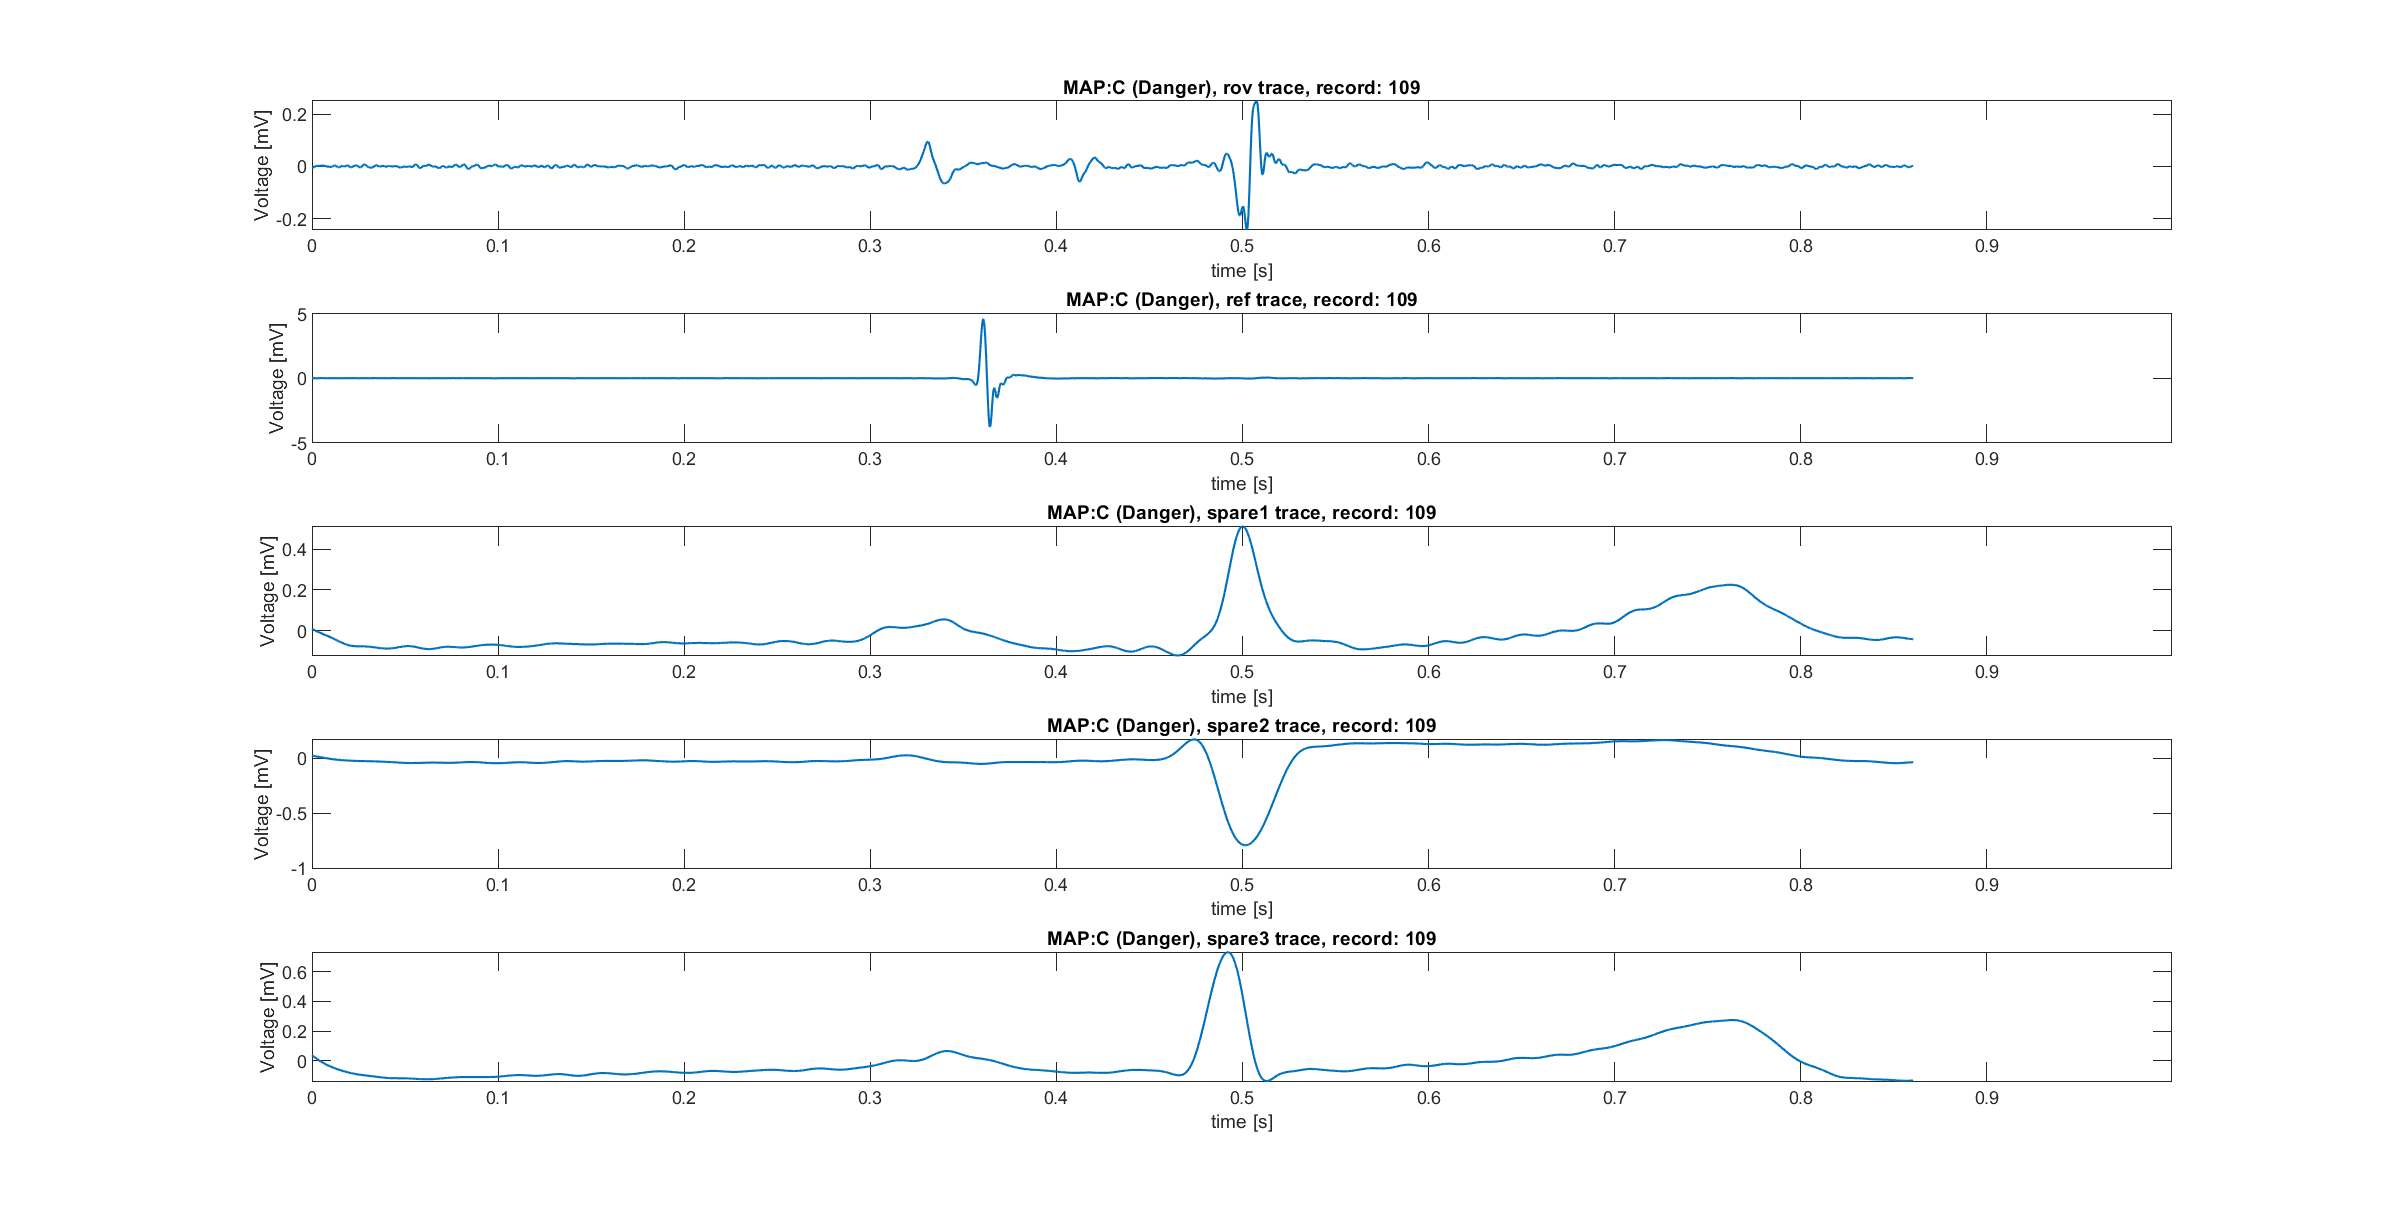 MAP:C (Danger), rov trace, record: 109
Voltage [mV]
0.2
0
-0.2
0 0.1 0.2 0.3 0.4 0.5 0.6 0.7 0.8 0.9
time [s]
MAP:C (Danger), ref trace, record: 109
Voltage [mV]
5
0
-5
0 0.1 0.2 0.3 0.4 0.5 0.6 0.7 0.8 0.9
time [s]
MAP:C (Danger), spare1 trace, record: 109
Voltage [mV]
0.4
0.2
0
0 0.1 0.2 0.3 0.4 0.5 0.6 0.7 0.8 0.9
time [s]
MAP:C (Danger), spare2 trace, record: 109
Voltage [mV]
0
-0.5
-1
0 0.1 0.2 0.3 0.4 0.5 0.6 0.7 0.8 0.9
time [s]
MAP:C (Danger), spare3 trace, record: 109
Voltage [mV]
0.6
0.4
0.2
0
0 0.1 0.2 0.3 0.4 0.5 0.6 0.7 0.8 0.9
time [s]